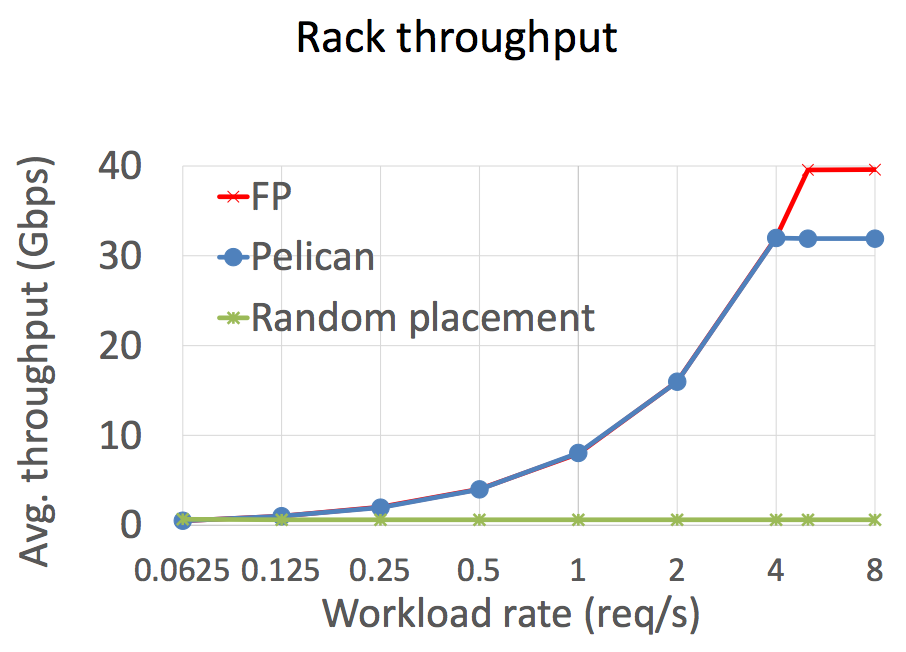 Rack throughput
Avg. throughput (Gbps)
40
30
20
10
0
FP
Pelican
Random placement
0.0625 0.125 0.25 0.5 1 2 4 8
Workload rate (req/s)